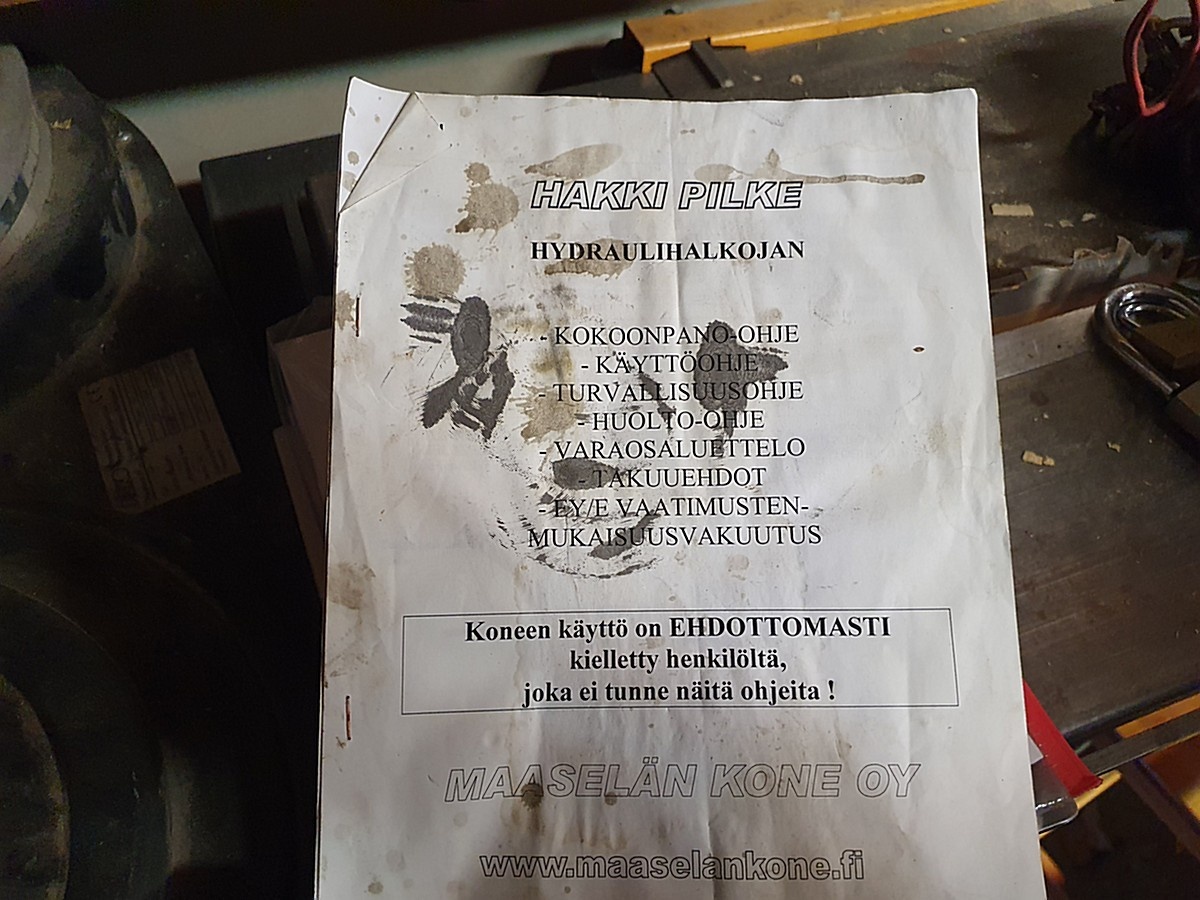 HAKKI PILKE
HYDRAULIHALKOJAN
- KOKOONPANO-OHJE
- KÄYTTÖOHJE
- TURVALLISUUSOHJE
- HUOLTO-OHJE
- VARAOSALUETTELO
- TAKUUEHDOT
- EY/E VAATIMUSTEN-
MUKAISUUSVAKUUTUS
Koneen käyttö on EHDOTTOMASTI
kielletty henkilöltä,
joka ei tunne näitä ohjeita !
MAASELÄN KONE OY
www.maaselankone.fi